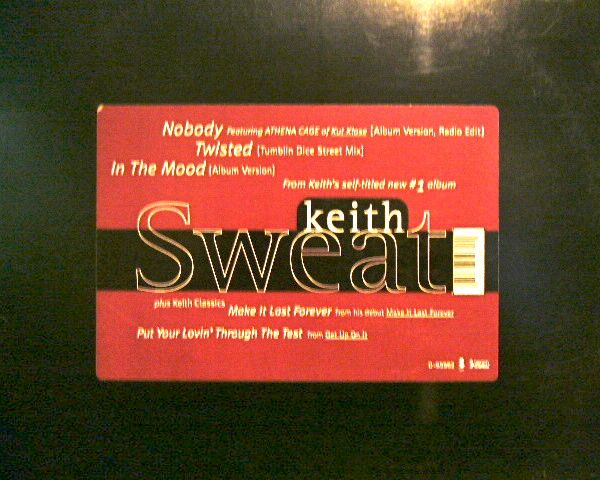 Nobody featuring ATHENA CAGE of Kut Klose [Album Version, Radio Edit]
Twisted [Tumblin Dice Street Mix]
In The Mood [Album Version]
From Keith's self-titled new #1 album
keith
Sweat
plus Keith Classics
Make It Last Forever from his debut Make It Last Forever
Put Your Lovin' Through The Test from Get Up On It